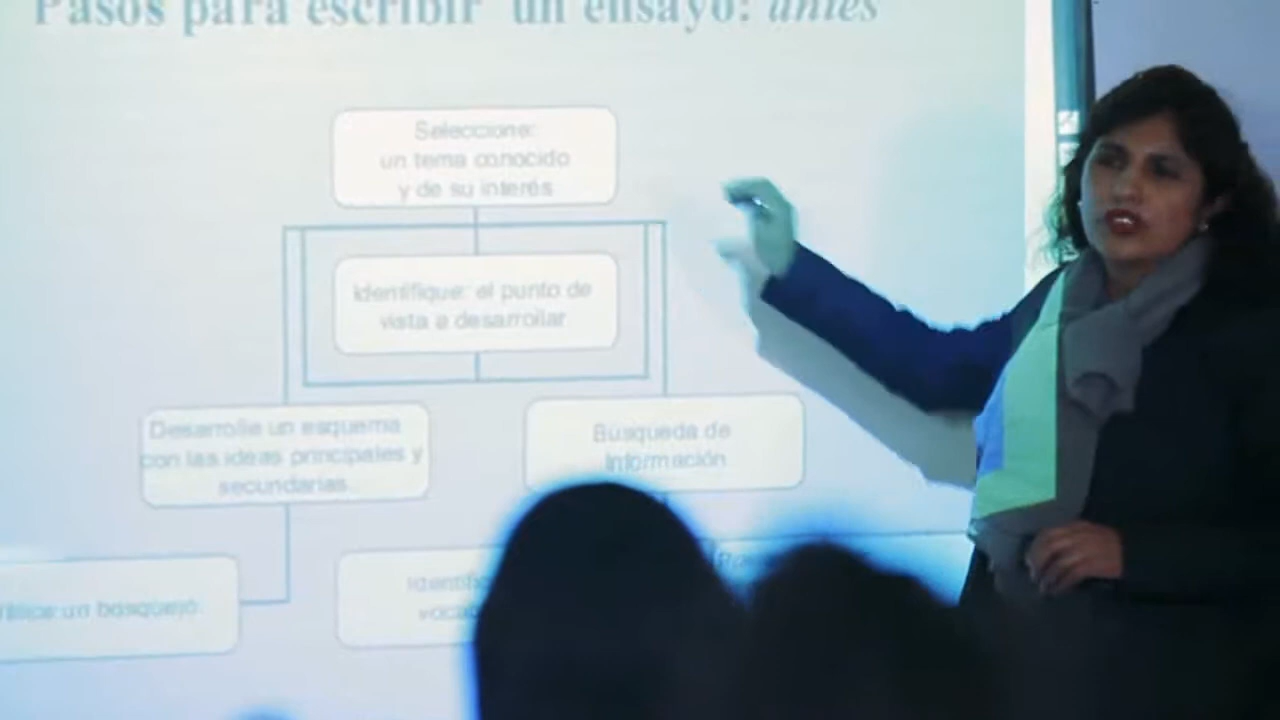 Pasos para escribir un ensayo: antes
Seleccione:
un tema conocido
y de su interés
Identifique: el punto de
vista a desarrollar
Desarrolle un esquema
con las ideas principales y
secundarias
Búsqueda de
Información
un bosquejo.